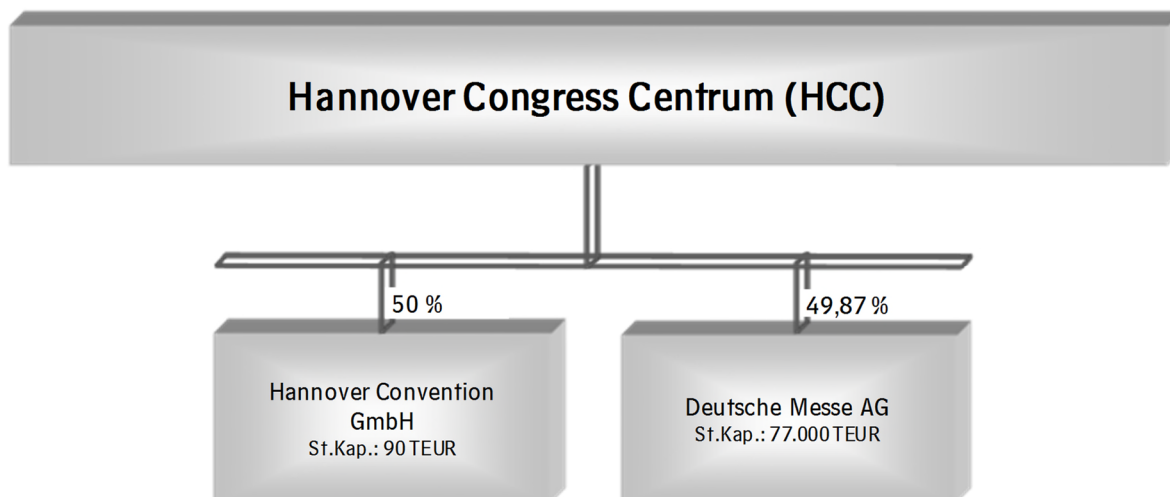 Hannover Congress Centrum (HCC)
50 %
49,87 %
Hannover Convention
GmbH
St.Kap.: 90 TEUR
Deutsche Messe AG
St.Kap.: 77.000 TEUR